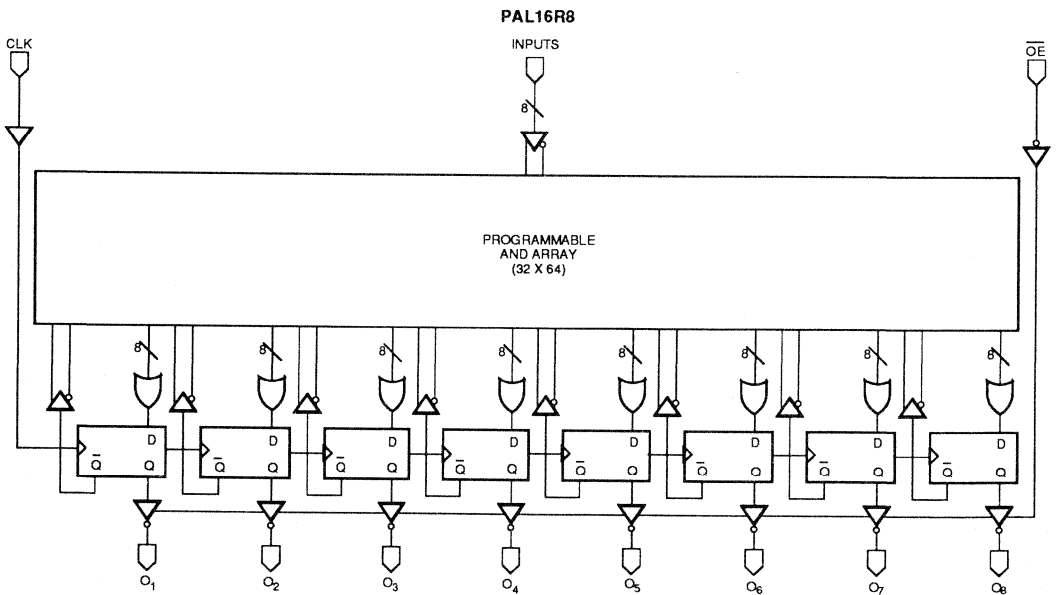 PAL16R8
CLK
INPUTS
OE
8
PROGRAMMABLE
AND ARRAY
(32 X 64)
8 8 8 8 8 8 8 8
D D D D D D D D
Q Q Q Q Q Q Q Q Q Q Q Q Q Q Q Q
O1 O2 O3 O4 O5 O6 O7 O8